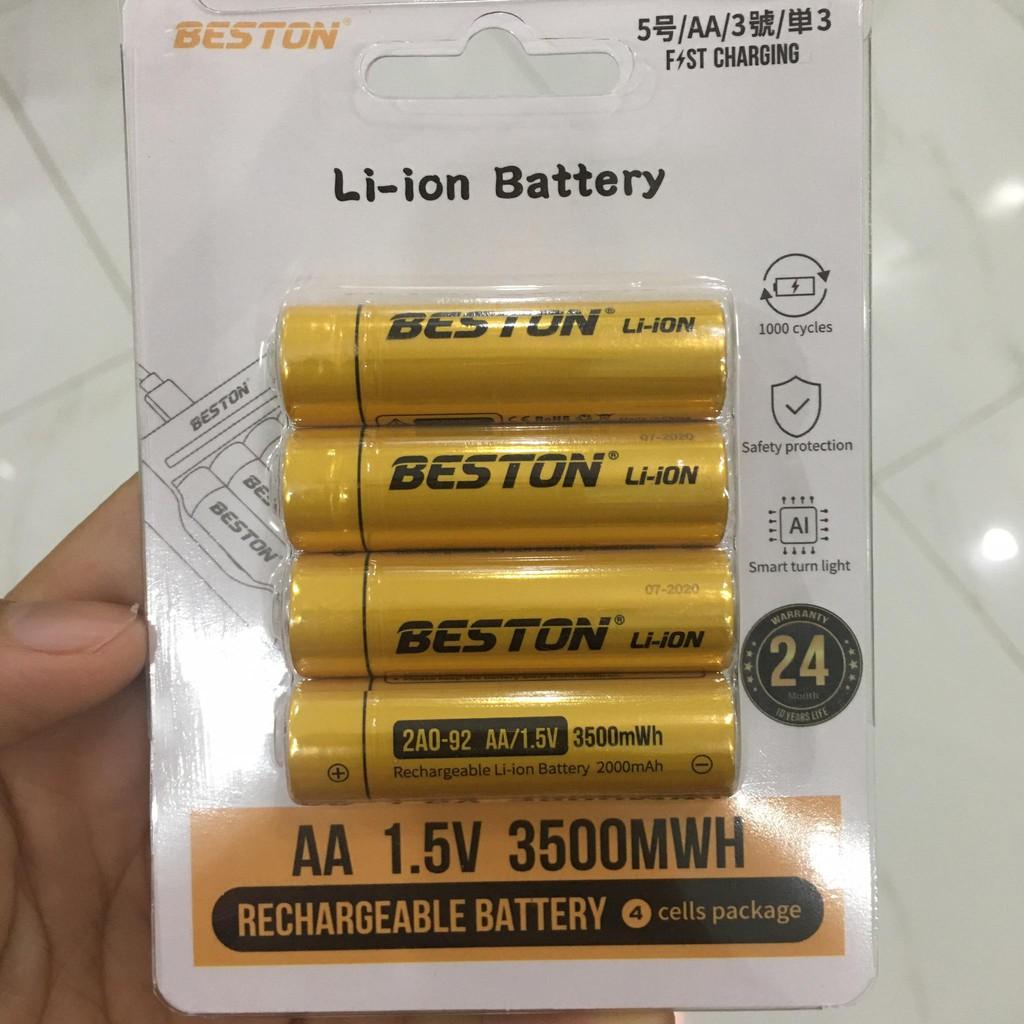 BESTON®
5号/AA/3號/単3
FAST CHARGING
Li-ion Battery
BESTON® Li-iON
1000 cycles
BESTON
07-2020
BESTON® Li-iON
Safety protection
BESTON
AI
Smart turn light
07-2020
BESTON® Li-iON
WARRANTY
24
Month
10 YEARS LIFE
2A0-92 AA/1.5V 3500mWh
Rechargeable Li-ion Battery 2000mAh
AA 1.5V 3500MWH
RECHARGEABLE BATTERY 4 cells package